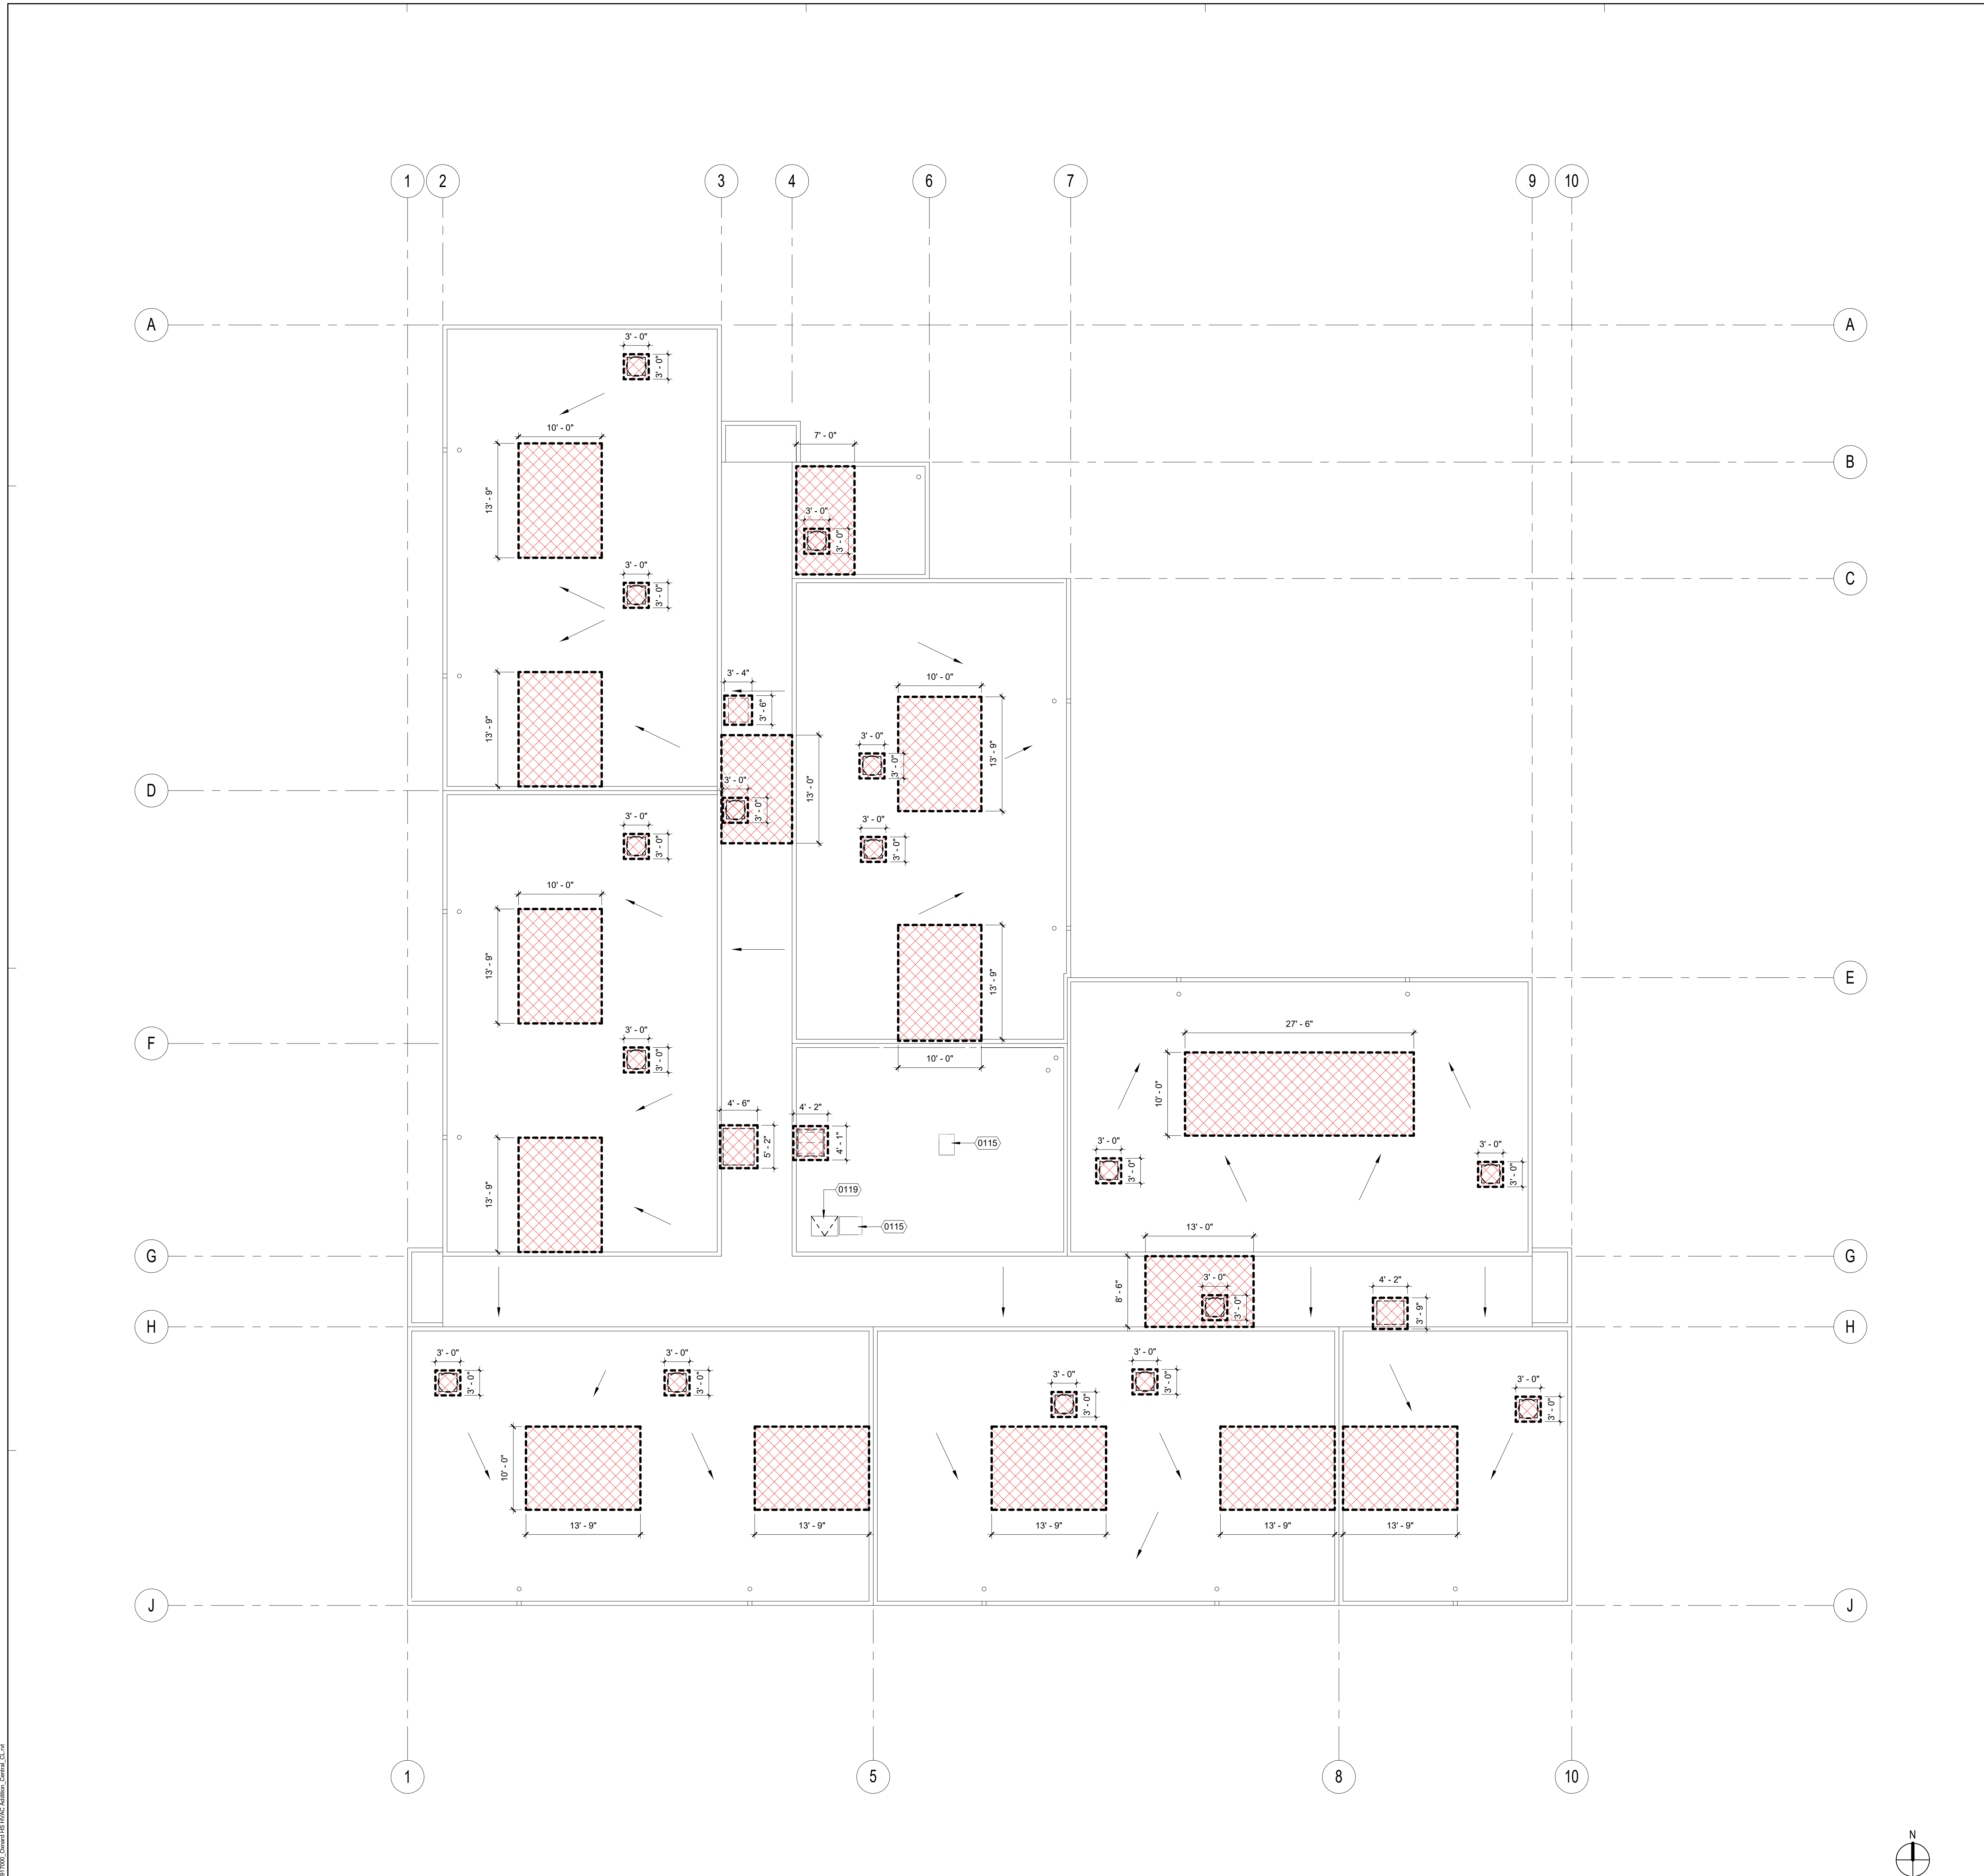 1 2 3 4 6 7 9 10
A A
3' - 0"
3' - 0"
10' - 0"
7' - 0"
B B
13' - 9"
3' - 0"
3' - 0"
3' - 0"
C C
3' - 0"
3' - 4"
10' - 0"
3' - 6"
13' - 9"
3' - 0"
13' - 9"
3' - 0"
13' - 0"
3' - 0"
D D
3' - 0"
3' - 0"
3' - 0"
3' - 0"
3' - 0"
10' - 0"
13' - 9"
13' - 9"
E E
27' - 6"
3' - 0"
F F
3' - 0"
10' - 0"
10' - 0"
4' - 6"
4' - 2"
5' - 2"
4' - 1"
0115
3' - 0"
3' - 0"
3' - 0"
3' - 0"
0119
13' - 9"
0115
13' - 0"
G G
8' - 6"
3' - 0"
3' - 0"
4' - 2"
3' - 9"
H H
3' - 0"
3' - 0"
3' - 0"
3' - 0"
3' - 0"
3' - 0"
3' - 0"
3' - 0"
3' - 0"
3' - 0"
10' - 0"
13' - 9"
13' - 9"
13' - 9"
13' - 9"
13' - 9"
J J
1 5 8 10
N
917000_Oxnard HS HVAC Addition_Central_CL.rvt